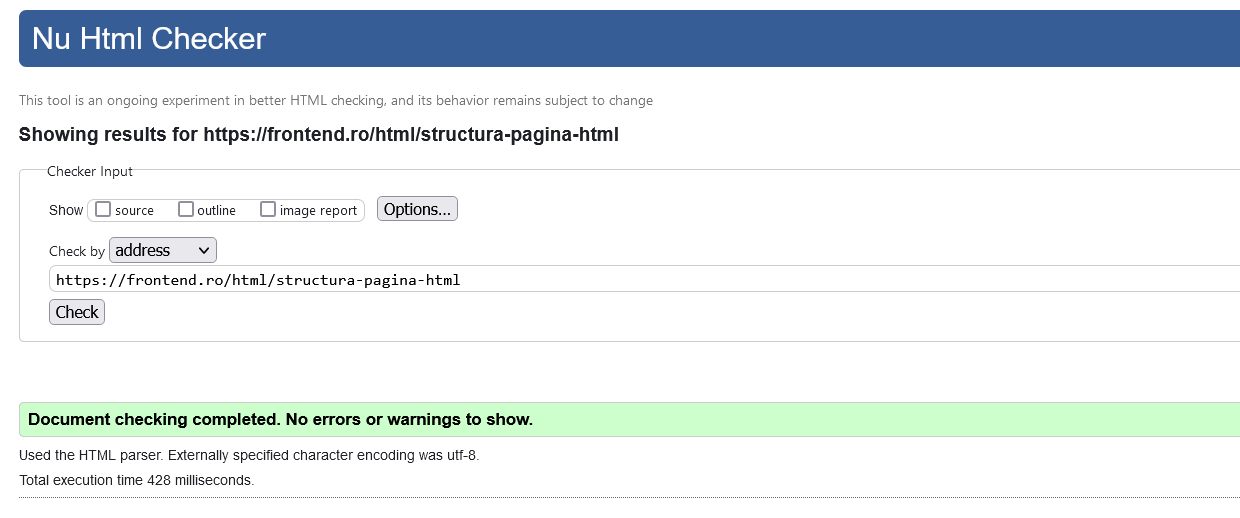 Nu Html Checker
This tool is an ongoing experiment in better HTML checking, and its behavior remains subject to change
Showing results for https://frontend.ro/html/structura-pagina-html
Checker Input
Show source outline image report Options...
Check by address
https://frontend.ro/html/structura-pagina-html
Check
Document checking completed. No errors or warnings to show.
Used the HTML parser. Externally specified character encoding was utf-8.
Total execution time 428 milliseconds.